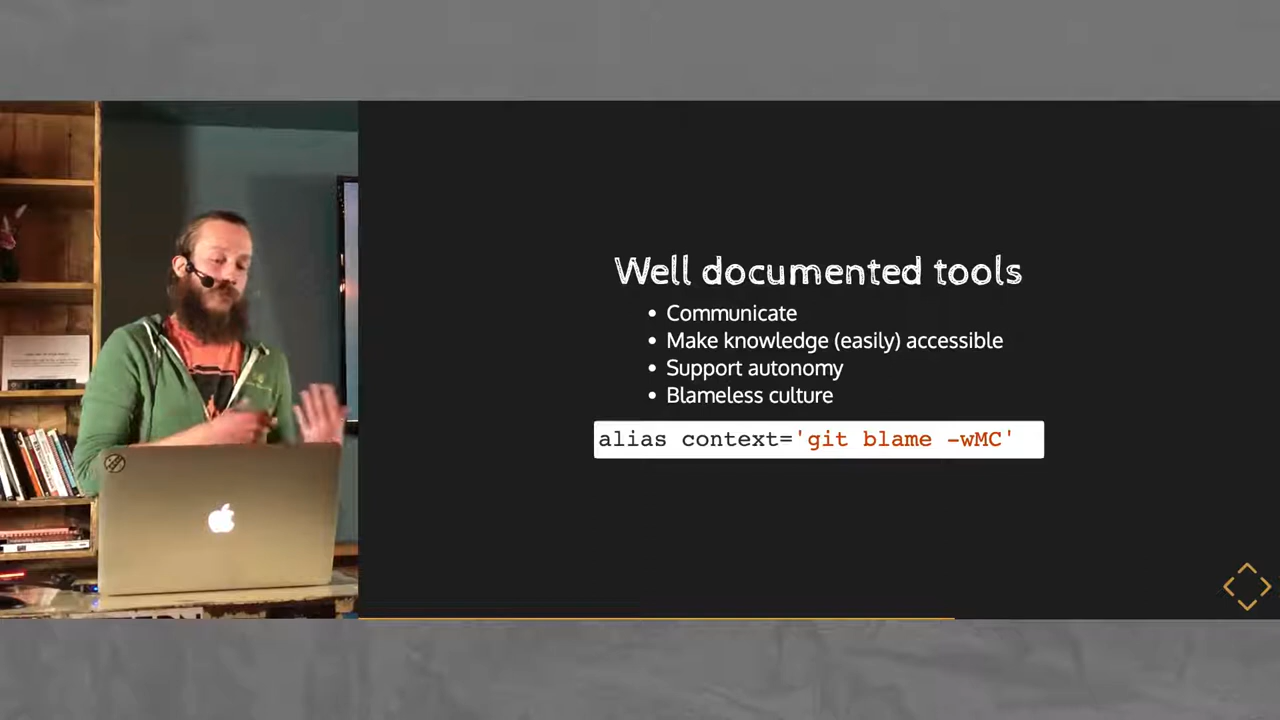 Well documented tools
Communicate
Make knowledge (easily) accessible
Support autonomy
Blameless culture
alias context='git blame -wMC'